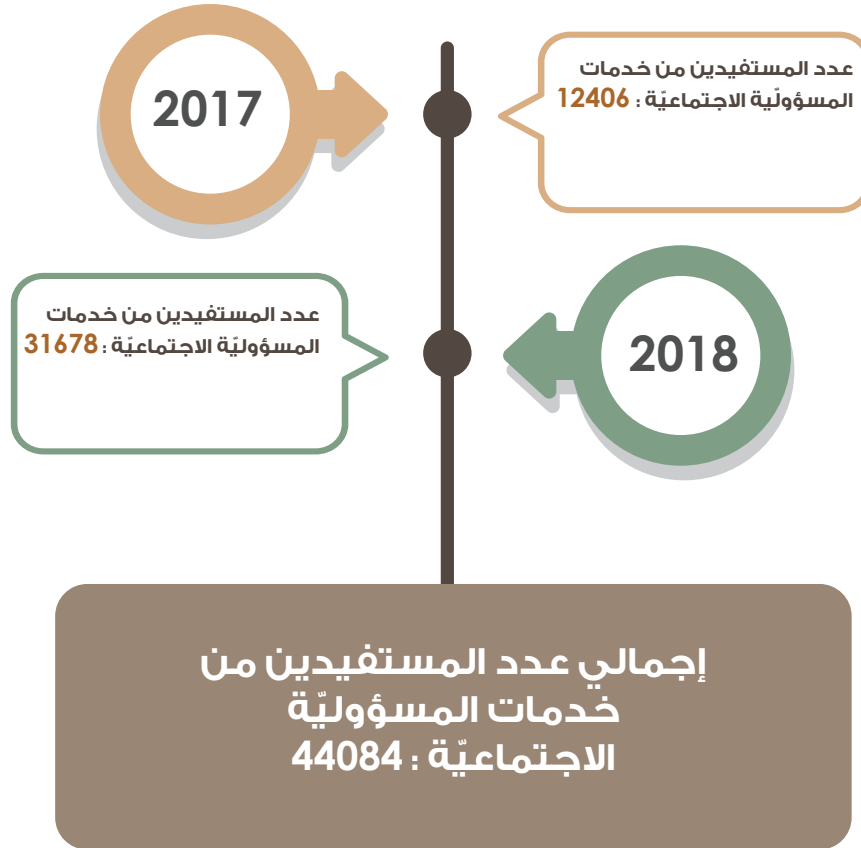 2017
عدد المستفيدين من خدمات
المسؤولّية الاجتماعيّة : 12406
2018
عدد المستفيدين من خدمات
المسؤوليّة الاجتماعيّة : 31678
إجمالي عدد المستفيدين من
خدمات المسؤوليّة
الاجتماعيّة : 44084